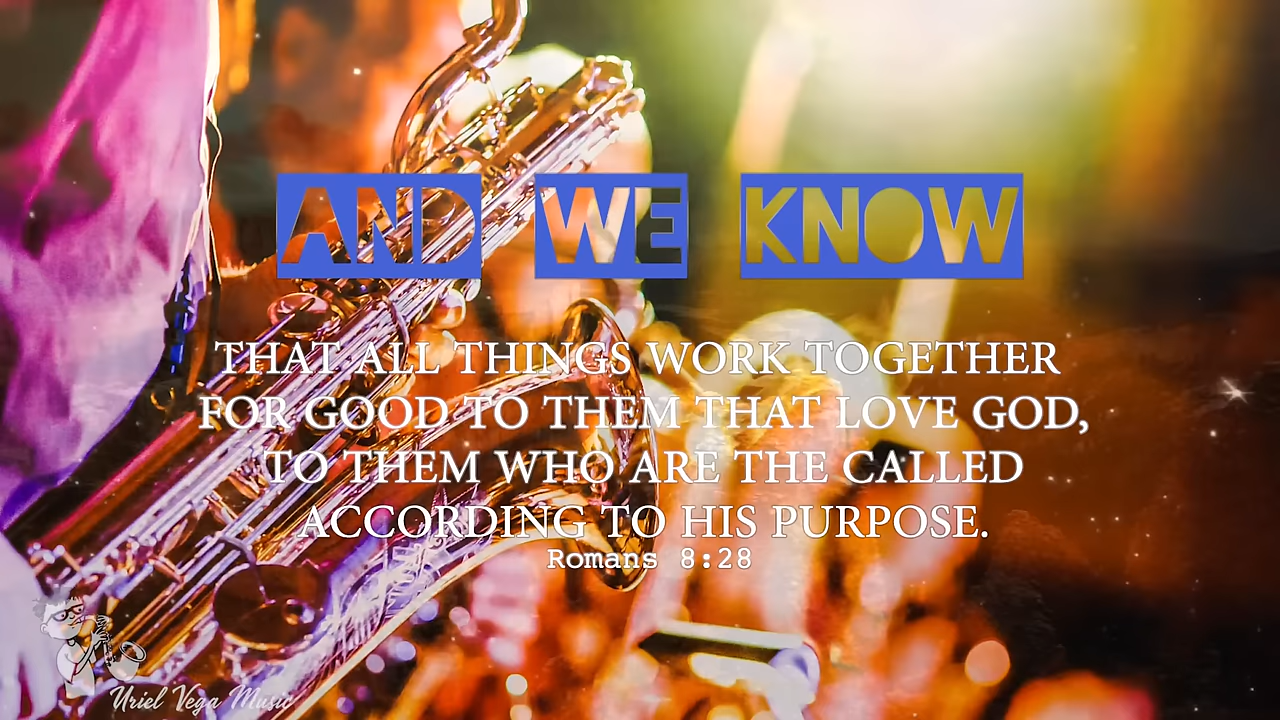 AND WE KNOW
THAT ALL THINGS WORK TOGETHER
FOR GOOD TO THEM THAT LOVE GOD,
TO THEM WHO ARE THE CALLED
ACCORDING TO HIS PURPOSE.
Romans 8:28
Uriel Vega Music